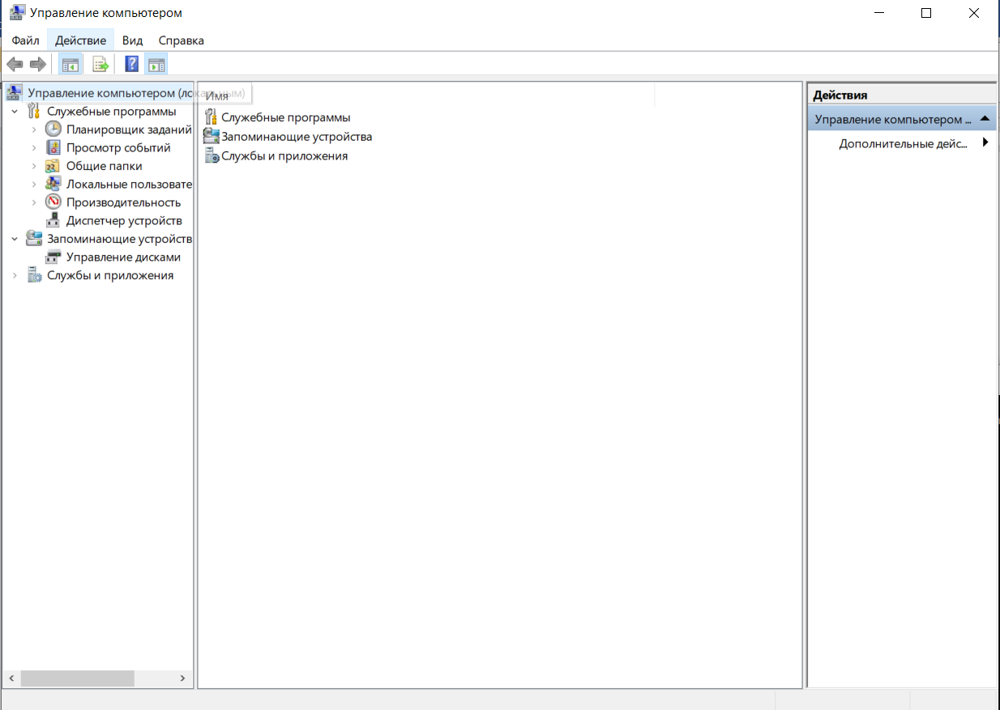 Управление компьютером
Файл Действие Вид Справка
Управление компьютером (локальным)
Служебные программы
Планировщик заданий
Просмотр событий
Общие папки
Локальные пользовате
Производительность
Диспетчер устройств
Запоминающие устройств
Управление дисками
Службы и приложения
Имя
Служебные программы
Запоминающие устройства
Службы и приложения
Действия
Управление компьютером ...
Дополнительные дейс...